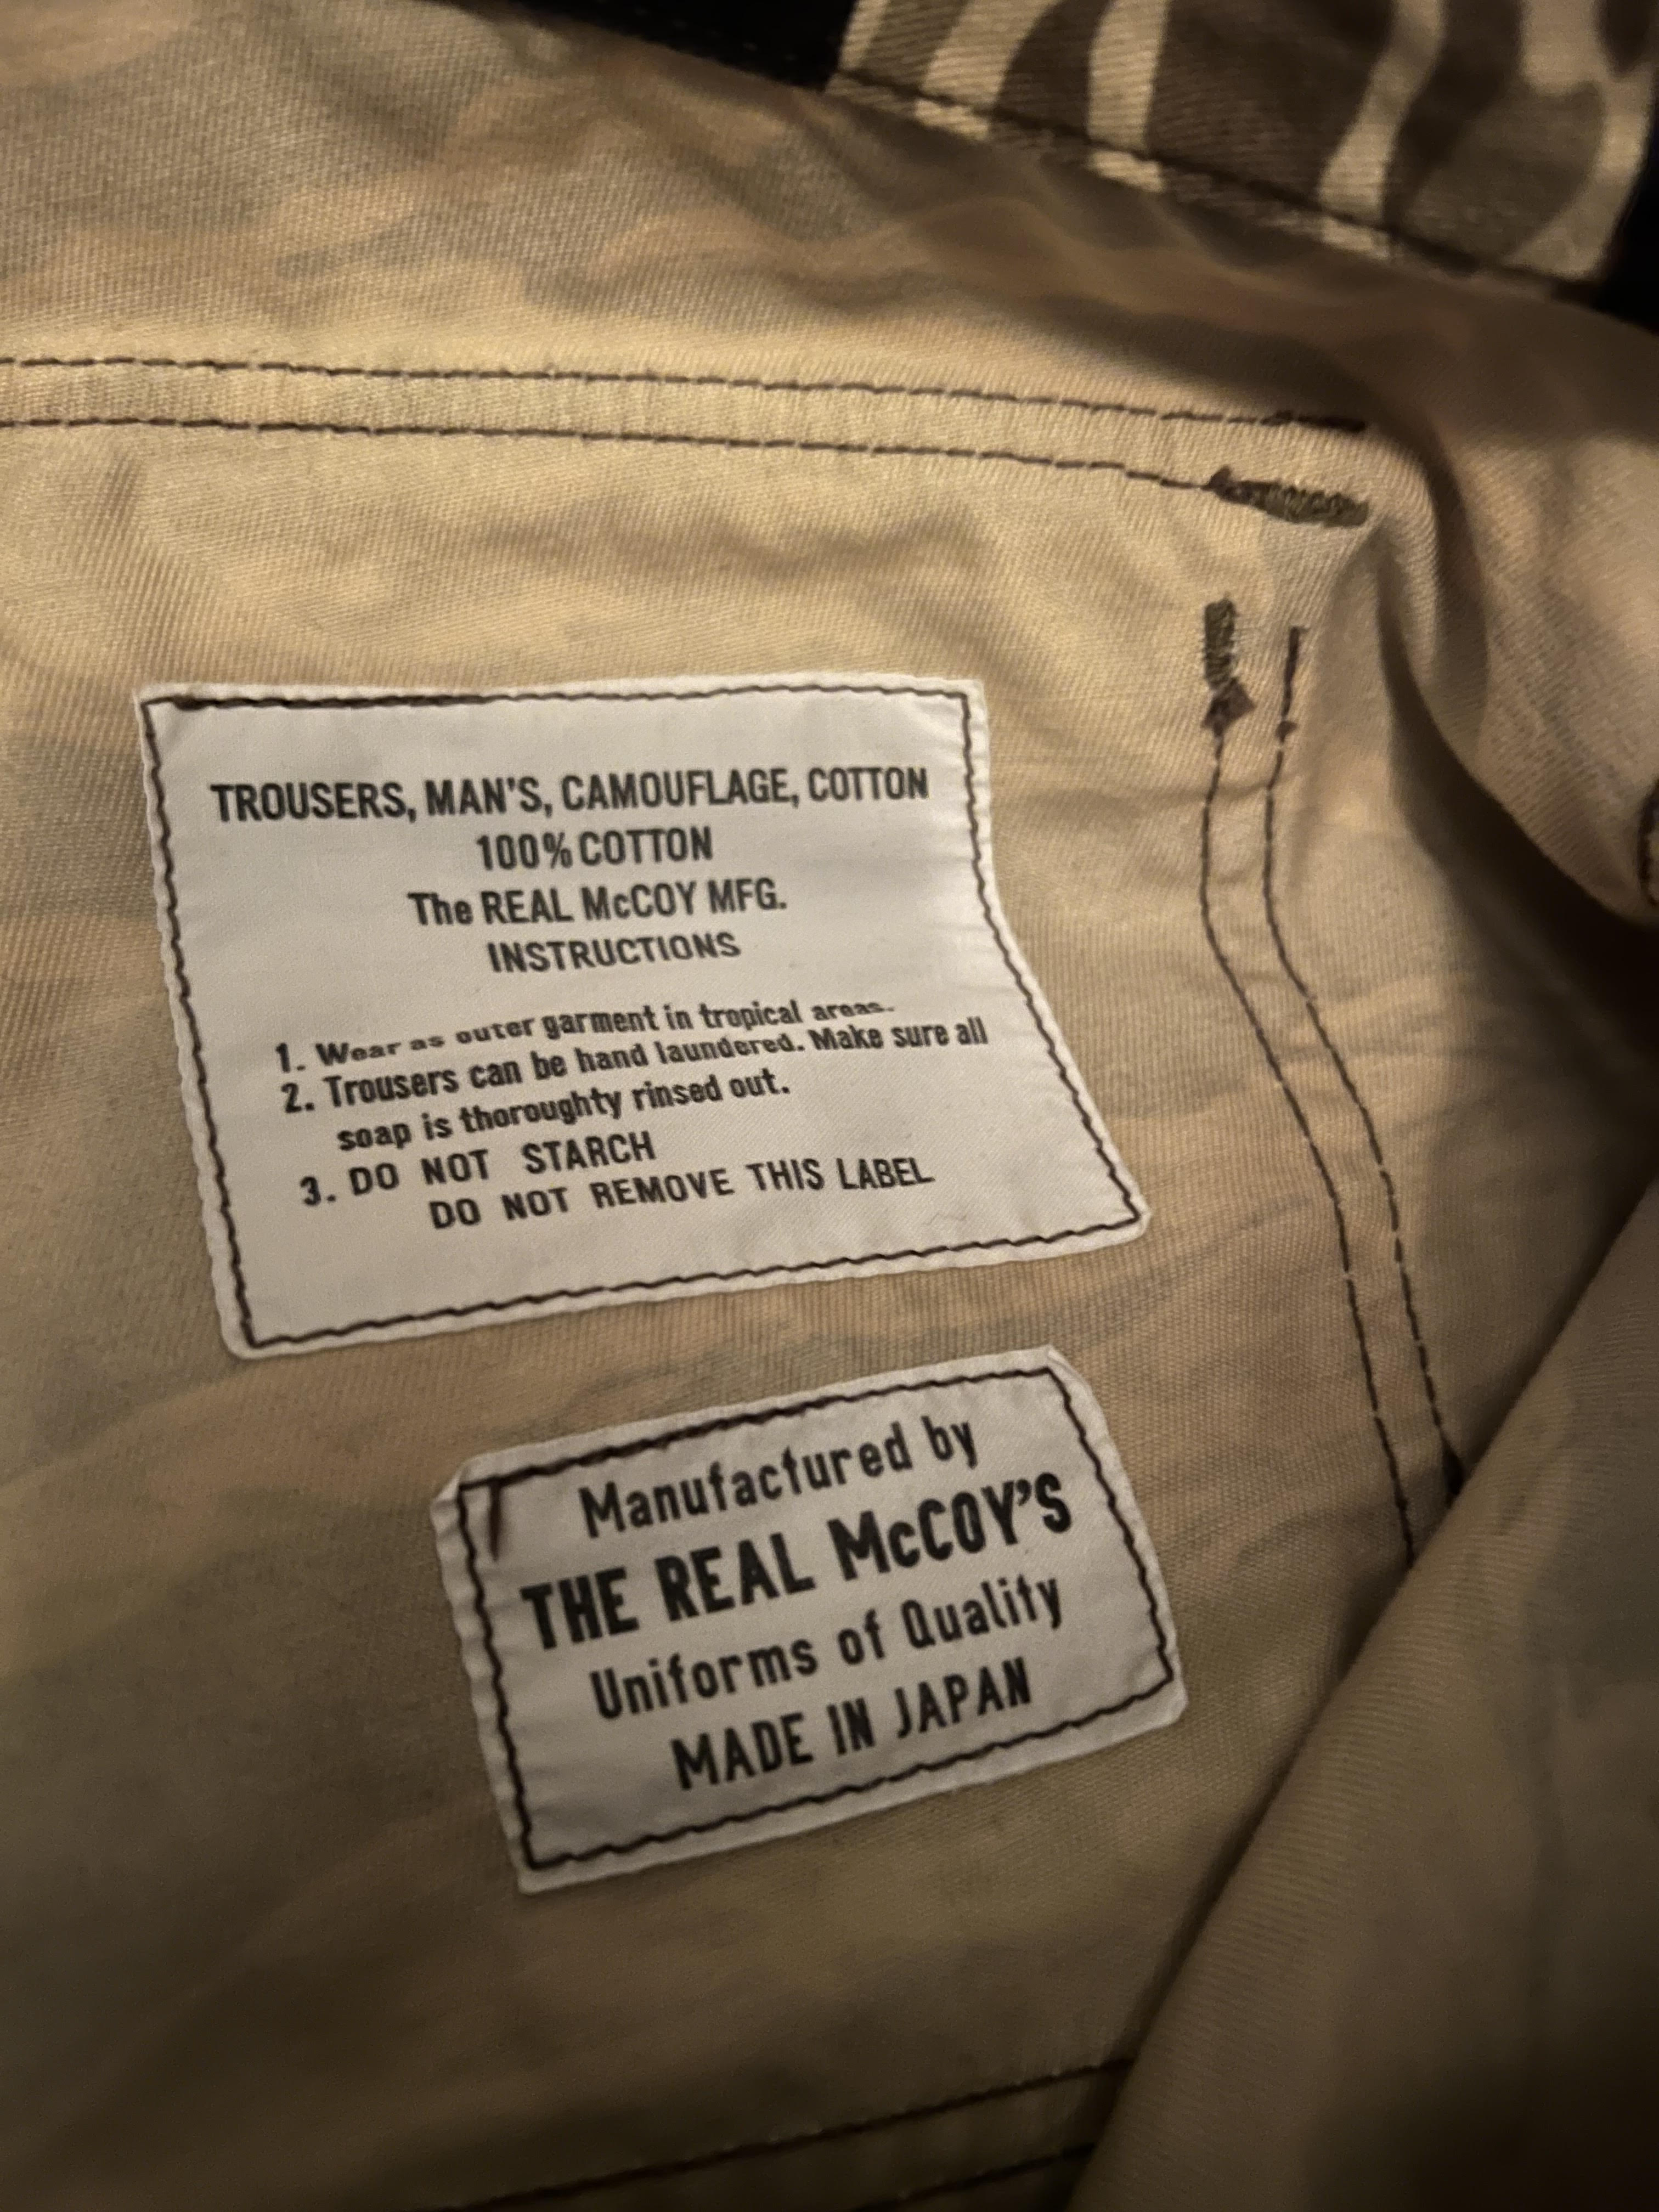 TROUSERS, MAN'S, CAMOUFLAGE, COTTON
100% COTTON
The REAL McCOY MFG.
INSTRUCTIONS
1. Wear as outer garment in tropical areas.
2. Trousers can be hand laundered. Make sure all
soap is thoroughty rinsed out.
3. DO NOT STARCH
DO NOT REMOVE THIS LABEL
Manufactured by
THE REAL McCOY'S
Uniforms of Quality
MADE IN JAPAN